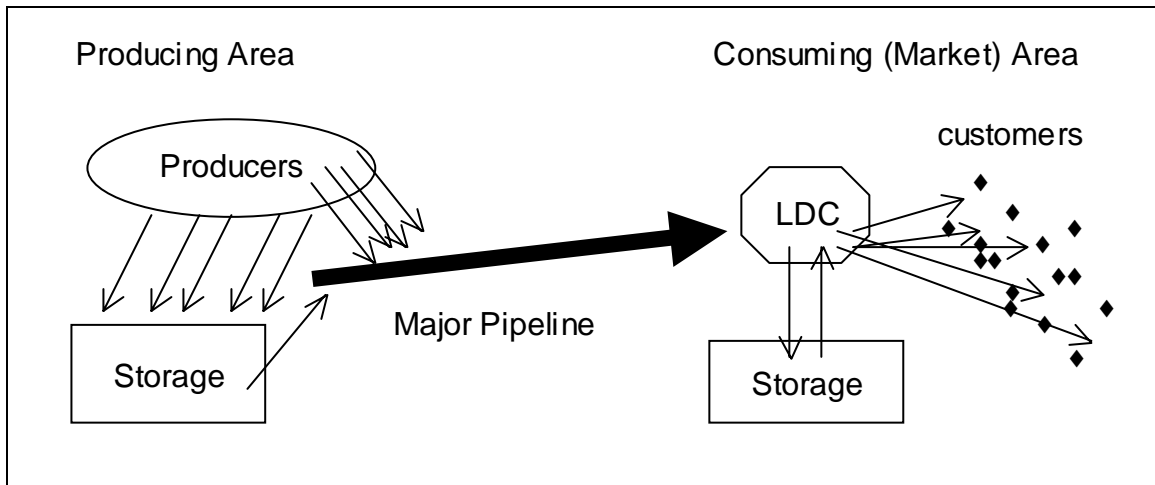 Producing Area
Consuming (Market) Area
customers
Producers
LDC
Major Pipeline
Storage
Storage